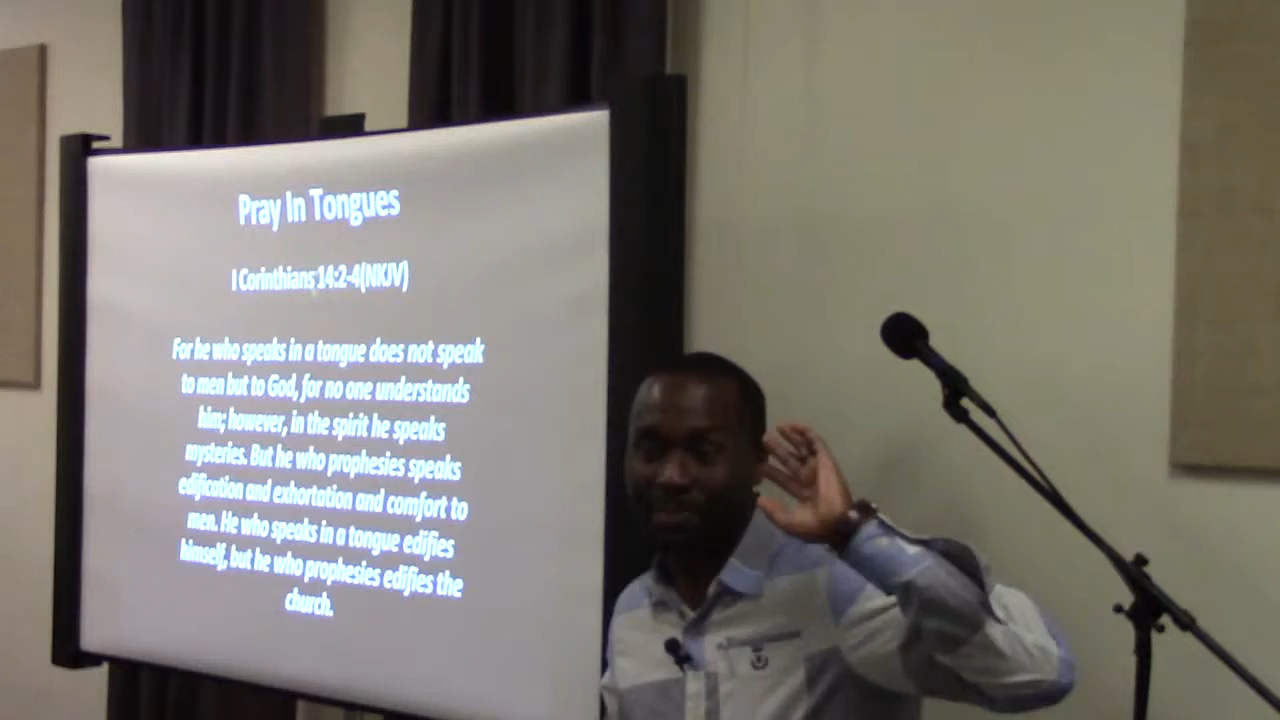 Pray In Tongues
I Corinthians 14:2-4(NKJV)
For he who speaks in a tongue does not speak
to men but to God, for no one understands
him; however, in the spirit he speaks
mysteries. But he who prophesies speaks
edification and exhortation and comfort to
men. He who speaks in a tongue edifies
himself, but he who prophesies edifies the
church.